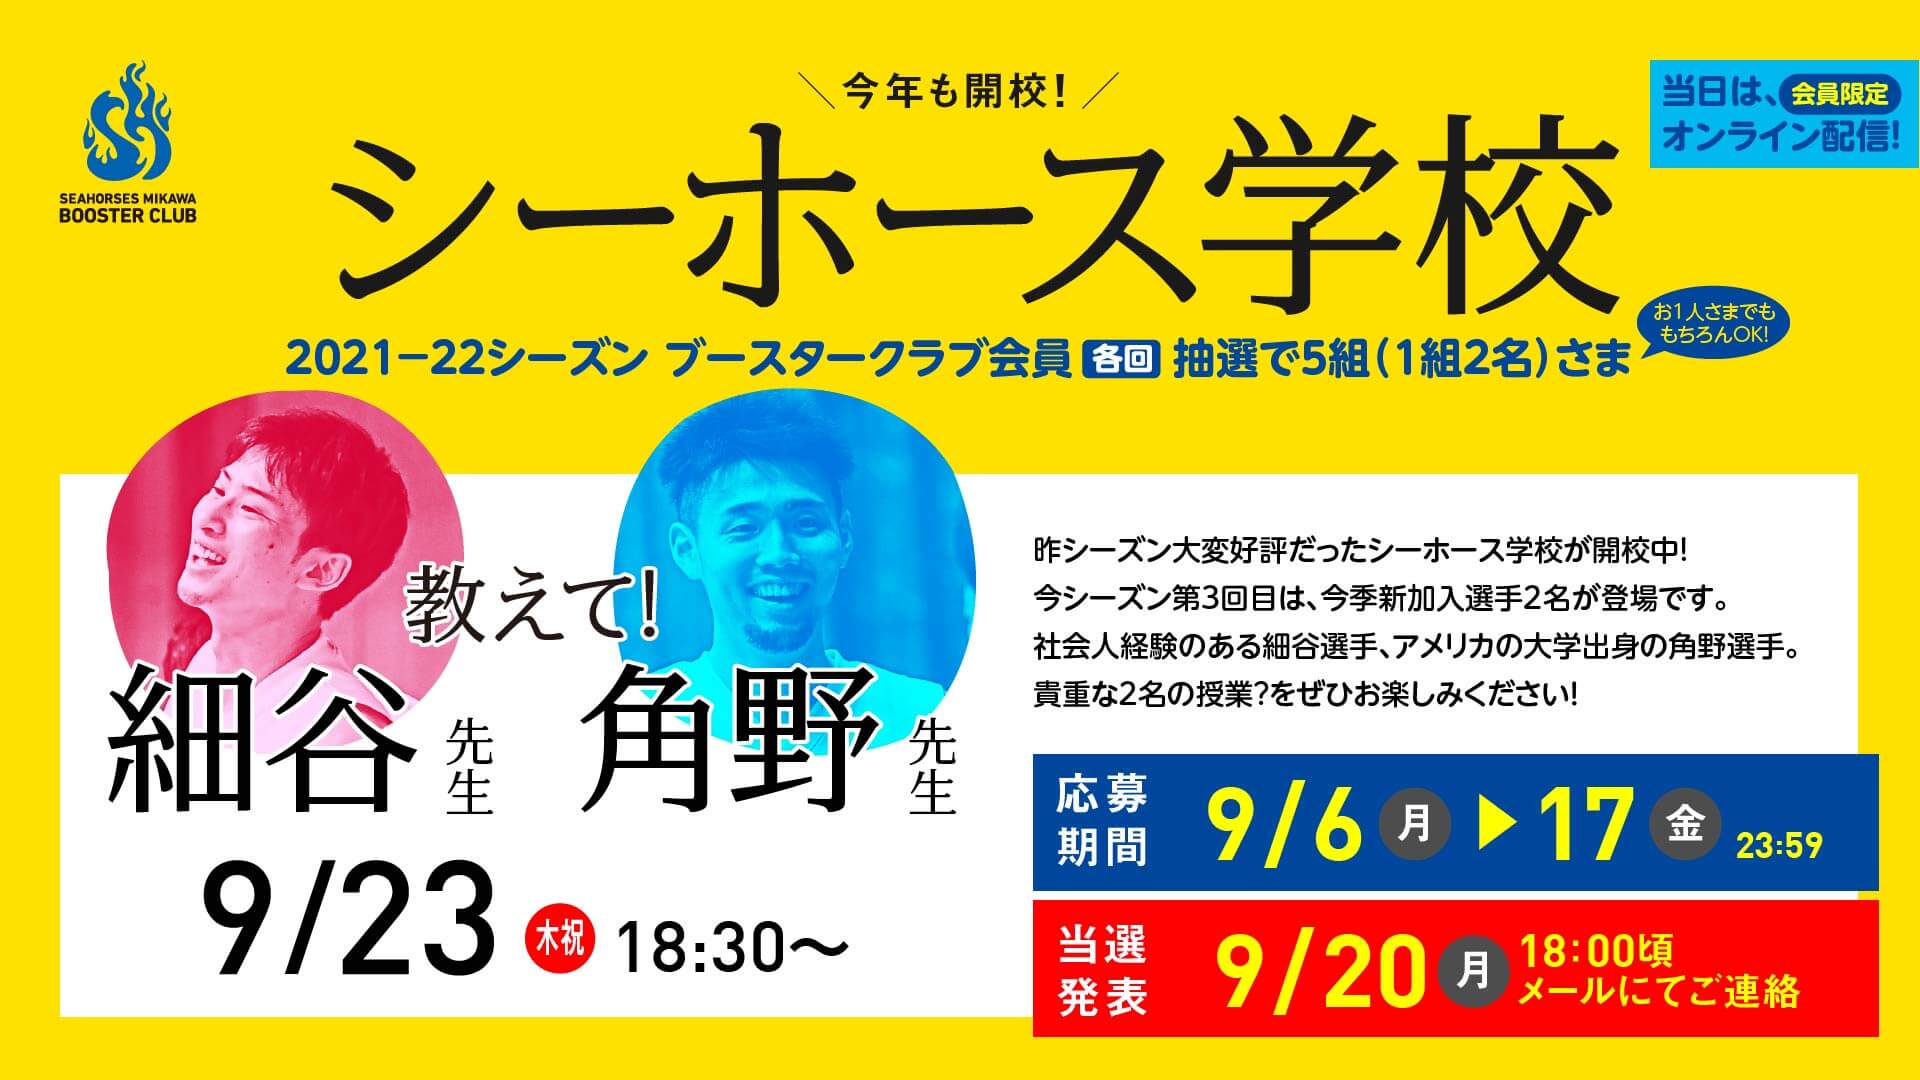 SEAHORSES MIKAWA
BOOSTER CLUB
＼今年も開校！／
シーホース学校
当日は、会員限定
オンライン配信！
お1人さまでも
もちろんOK！
2021−22シーズン ブースタークラブ会員 各回 抽選で5組（1組2名）さま
教えて！
細谷先生 角野先生
9/23 木祝 18:30〜
昨シーズン大変好評だったシーホース学校が開校中！
今シーズン第3回目は、今季新加入選手2名が登場です。
社会人経験のある細谷選手、アメリカの大学出身の角野選手。
貴重な2名の授業？をぜひお楽しみください！
応募
期間
9/6 月 ▶ 17 金 23:59
当選
発表
9/20 月 18:00頃
メールにてご連絡